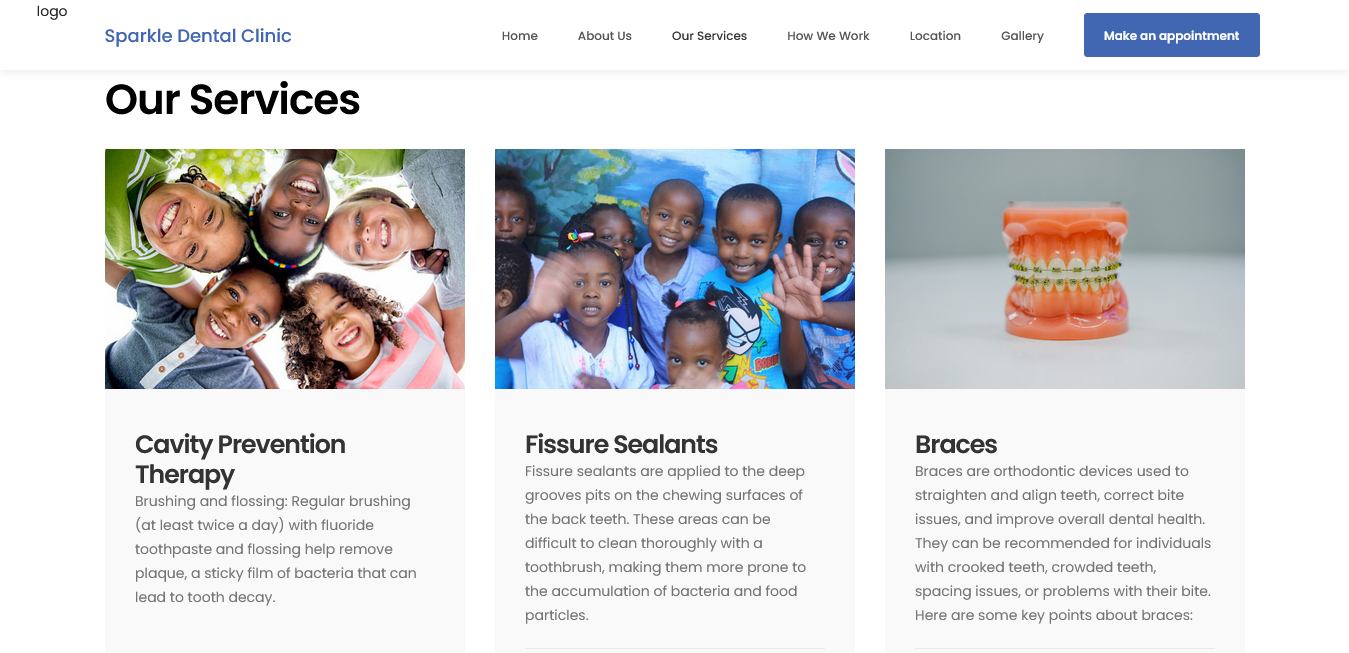 logo
Sparkle Dental Clinic
Home
About Us
Our Services
How We Work
Location
Gallery
Make an appointment
Our Services
Cavity Prevention
Therapy
Brushing and flossing: Regular brushing
(at least twice a day) with fluoride
toothpaste and flossing help remove
plaque, a sticky film of bacteria that can
lead to tooth decay.
Fissure Sealants
Fissure sealants are applied to the deep
grooves pits on the chewing surfaces of
the back teeth. These areas can be
difficult to clean thoroughly with a
toothbrush, making them more prone to
the accumulation of bacteria and food
particles.
Braces
Braces are orthodontic devices used to
straighten and align teeth, correct bite
issues, and improve overall dental health.
They can be recommended for individuals
with crooked teeth, crowded teeth,
spacing issues, or problems with their bite.
Here are some key points about braces: